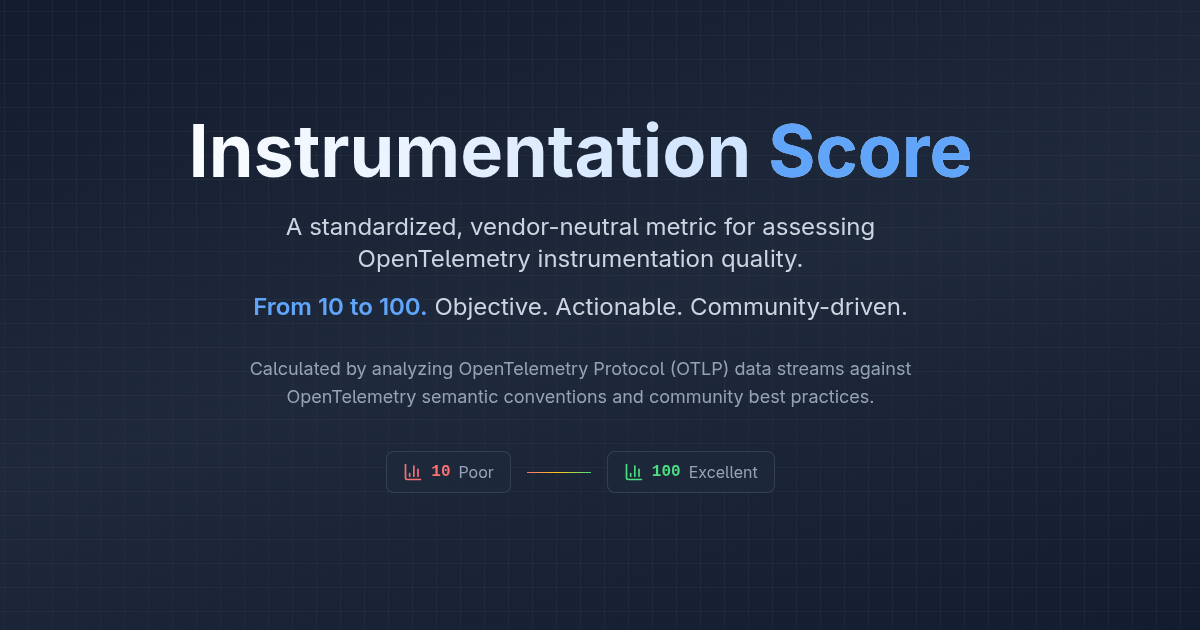 Instrumentation Score
A standardized, vendor-neutral metric for assessing
OpenTelemetry instrumentation quality.
From 10 to 100. Objective. Actionable. Community-driven.
Calculated by analyzing OpenTelemetry Protocol (OTLP) data streams against
OpenTelemetry semantic conventions and community best practices.
10 Poor 100 Excellent